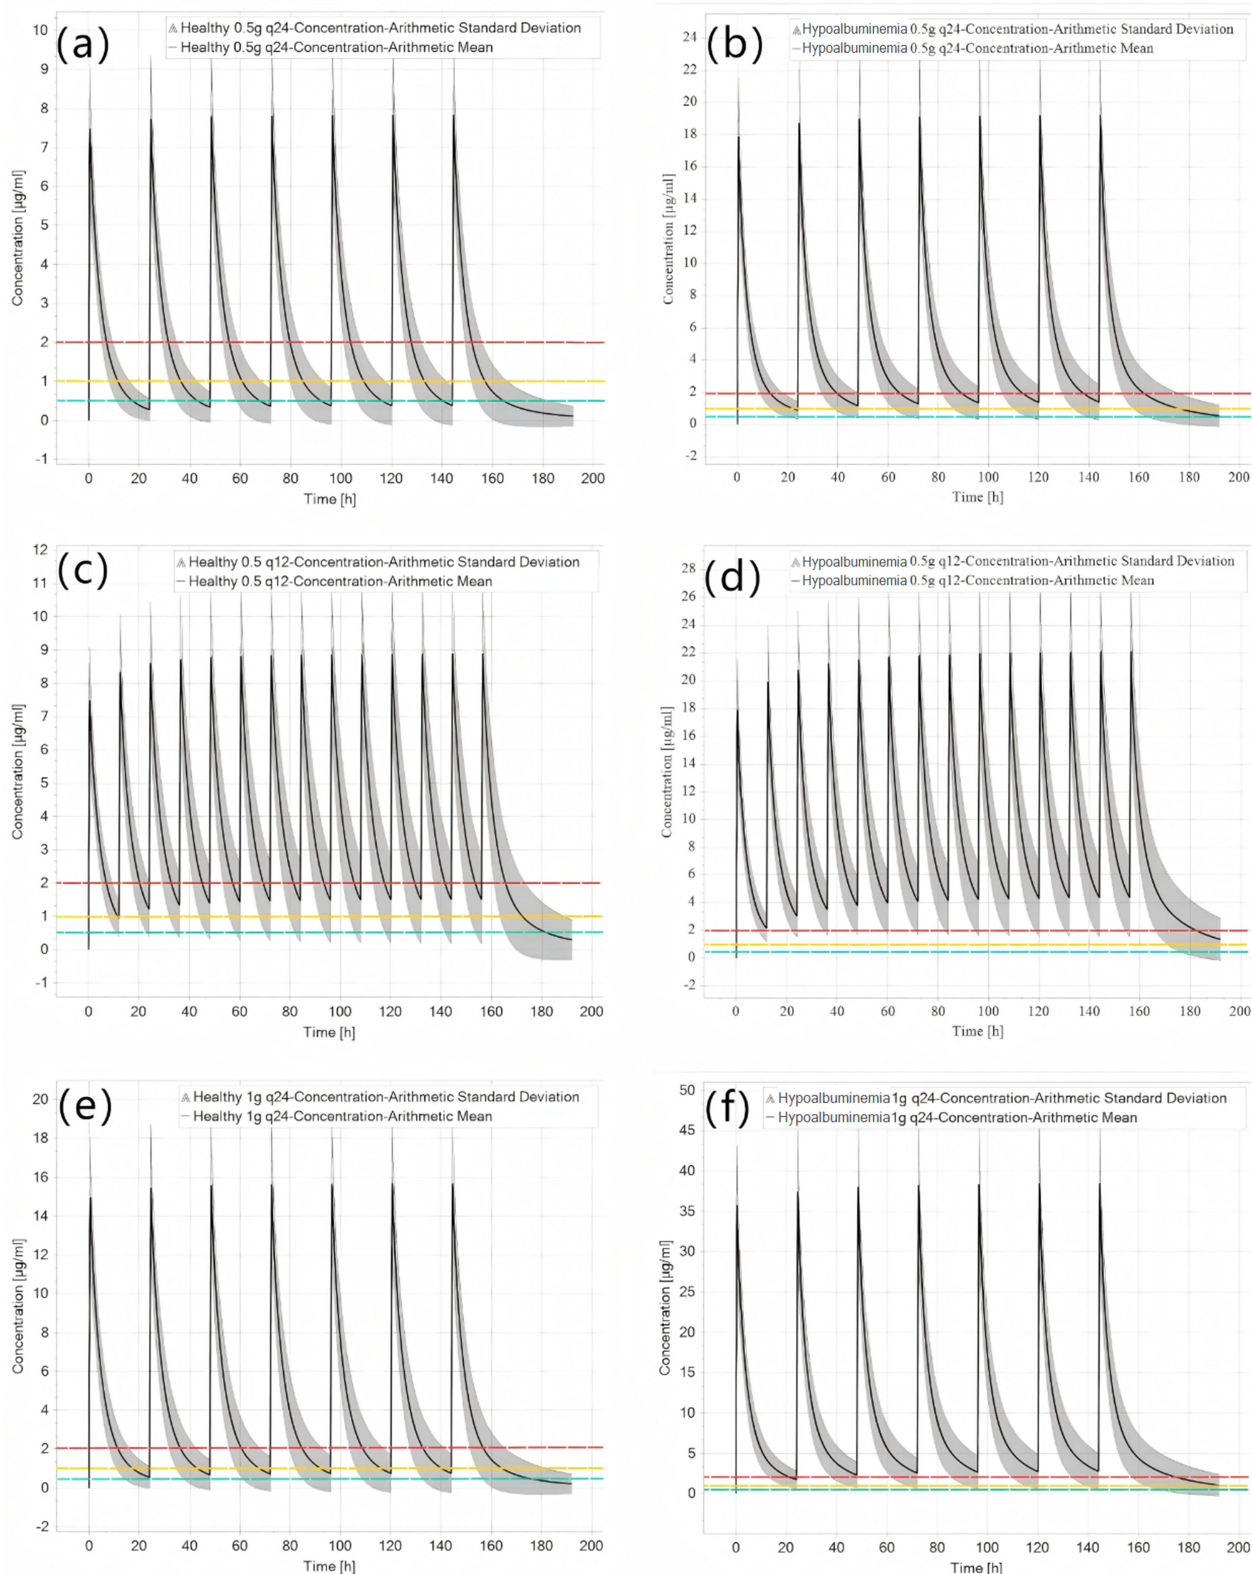 (a)
Healthy 0.5g q24-Concentration-Arithmetic Standard Deviation
Healthy 0.5g q24-Concentration-Arithmetic Mean
10
9
8
7
6
5
4
3
2
1
0
-1
Concentration [µg/ml]
0 20 40 60 80 100 120 140 160 180 200
Time [h]
(b)
Hypoalbuminemia 0.5g q24-Concentration-Arithmetic Standard Deviation
Hypoalbuminemia 0.5g q24-Concentration-Arithmetic Mean
24
22
20
18
16
14
12
10
8
6
4
2
0
-2
Concentration [µg/ml]
0 20 40 60 80 100 120 140 160 180 200
Time [h]
(c)
Healthy 0.5 q12-Concentration-Arithmetic Standard Deviation
Healthy 0.5 q12-Concentration-Arithmetic Mean
12
11
10
9
8
7
6
5
4
3
2
1
0
-1
Concentration [µg/ml]
0 20 40 60 80 100 120 140 160 180 200
Time [h]
(d)
Hypoalbuminemia 0.5g q12-Concentration-Arithmetic Standard Deviation
Hypoalbuminemia 0.5g q12-Concentration-Arithmetic Mean
28
26
24
22
20
18
16
14
12
10
8
6
4
2
0
-2
Concentration [µg/ml]
0 20 40 60 80 100 120 140 160 180 200
Time [h]
(e)
Healthy 1g q24-Concentration-Arithmetic Standard Deviation
Healthy 1g q24-Concentration-Arithmetic Mean
20
18
16
14
12
10
8
6
4
2
0
-2
Concentration [µg/ml]
0 20 40 60 80 100 120 140 160 180 200
Time [h]
(f)
Hypoalbuminemia 1g q24-Concentration-Arithmetic Standard Deviation
Hypoalbuminemia 1g q24-Concentration-Arithmetic Mean
50
45
40
35
30
25
20
15
10
5
0
Concentration [µg/ml]
0 20 40 60 80 100 120 140 160 180 200
Time [h]